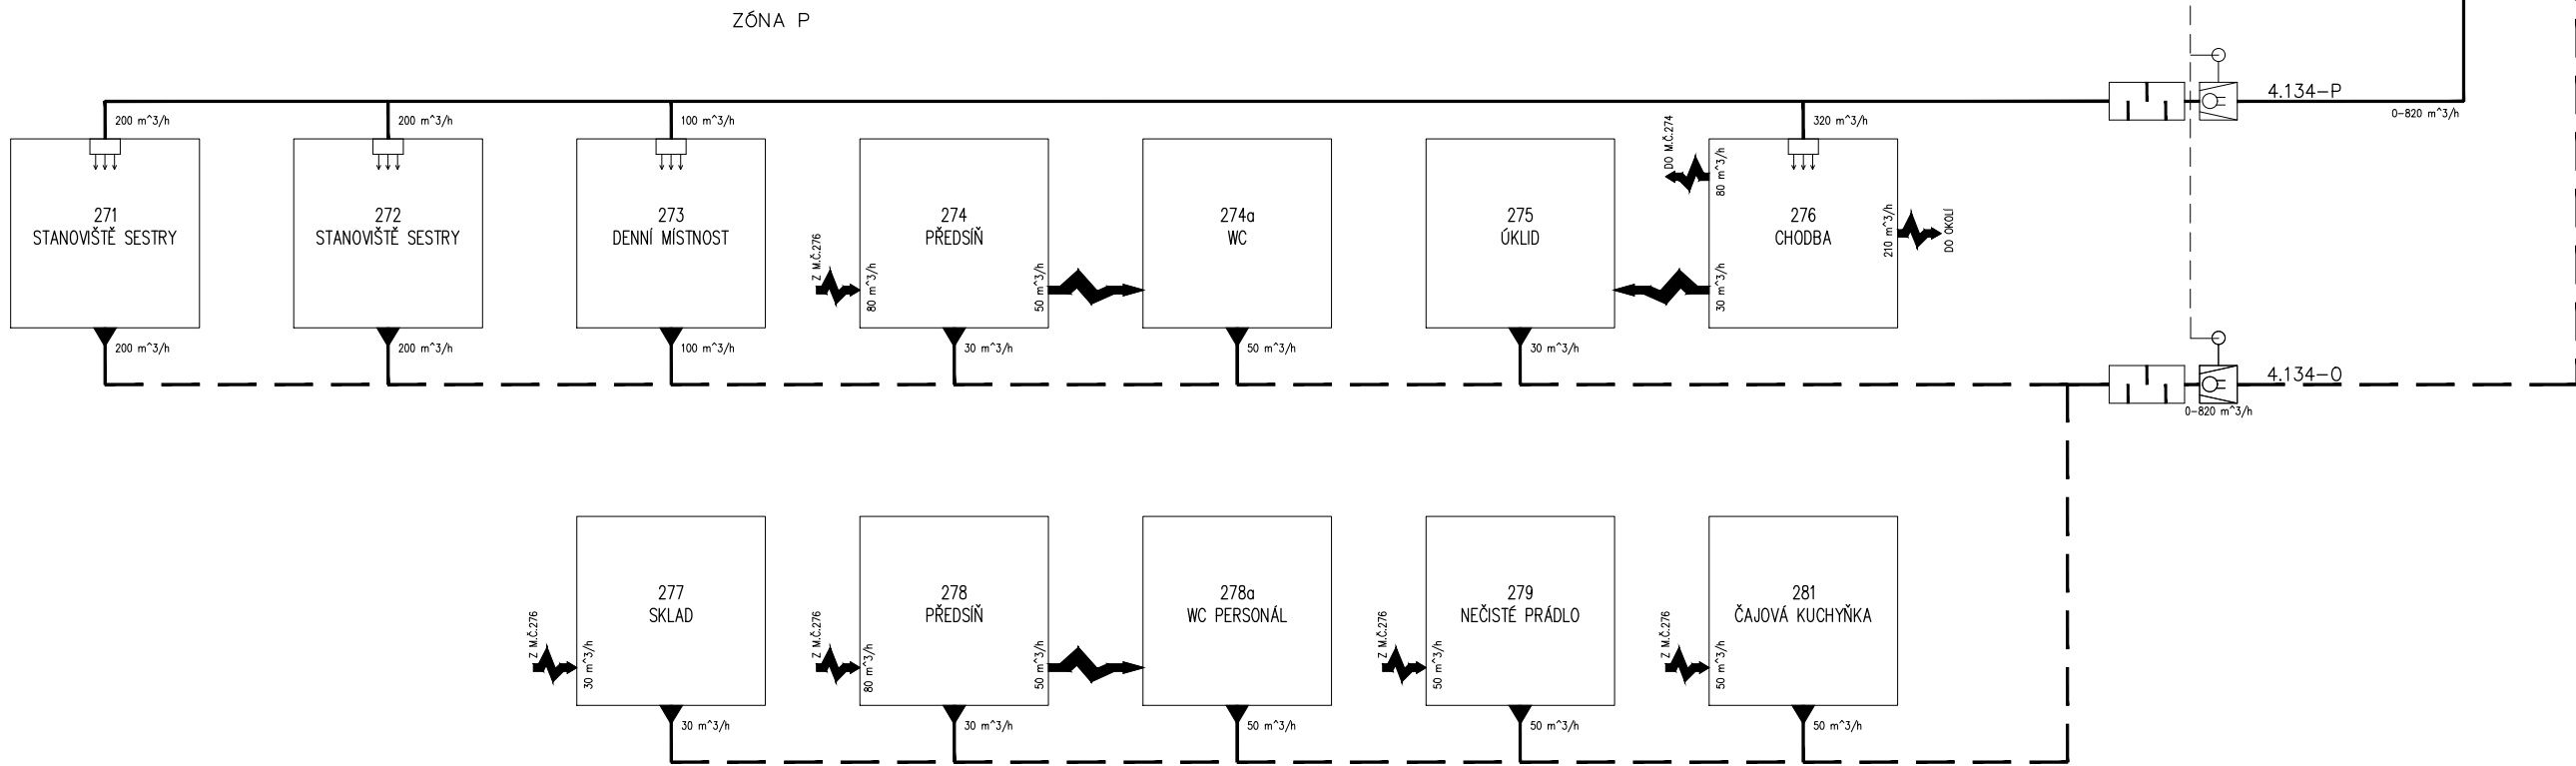 ZÓNA P
4.134-P
0-820 m^3/h
200 m^3/h
200 m^3/h
100 m^3/h
320 m^3/h
271
STANOVIŠTĚ SESTRY
200 m^3/h
272
STANOVIŠTĚ SESTRY
200 m^3/h
273
DENNÍ MÍSTNOST
100 m^3/h
Z M.Č.276
80 m^3/h
274
PŘEDSÍŇ
50 m^3/h
30 m^3/h
274a
WC
50 m^3/h
275
ÚKLID
30 m^3/h
DO M.Č.274
80 m^3/h
30 m^3/h
276
CHODBA
210 m^3/h
DO OKOLÍ
4.134-O
0-820 m^3/h
Z M.Č.276
30 m^3/h
277
SKLAD
30 m^3/h
Z M.Č.276
80 m^3/h
278
PŘEDSÍŇ
50 m^3/h
30 m^3/h
278a
WC PERSONÁL
50 m^3/h
Z M.Č.276
50 m^3/h
279
NEČISTÉ PRÁDLO
50 m^3/h
Z M.Č.276
50 m^3/h
281
ČAJOVÁ KUCHYŇKA
50 m^3/h